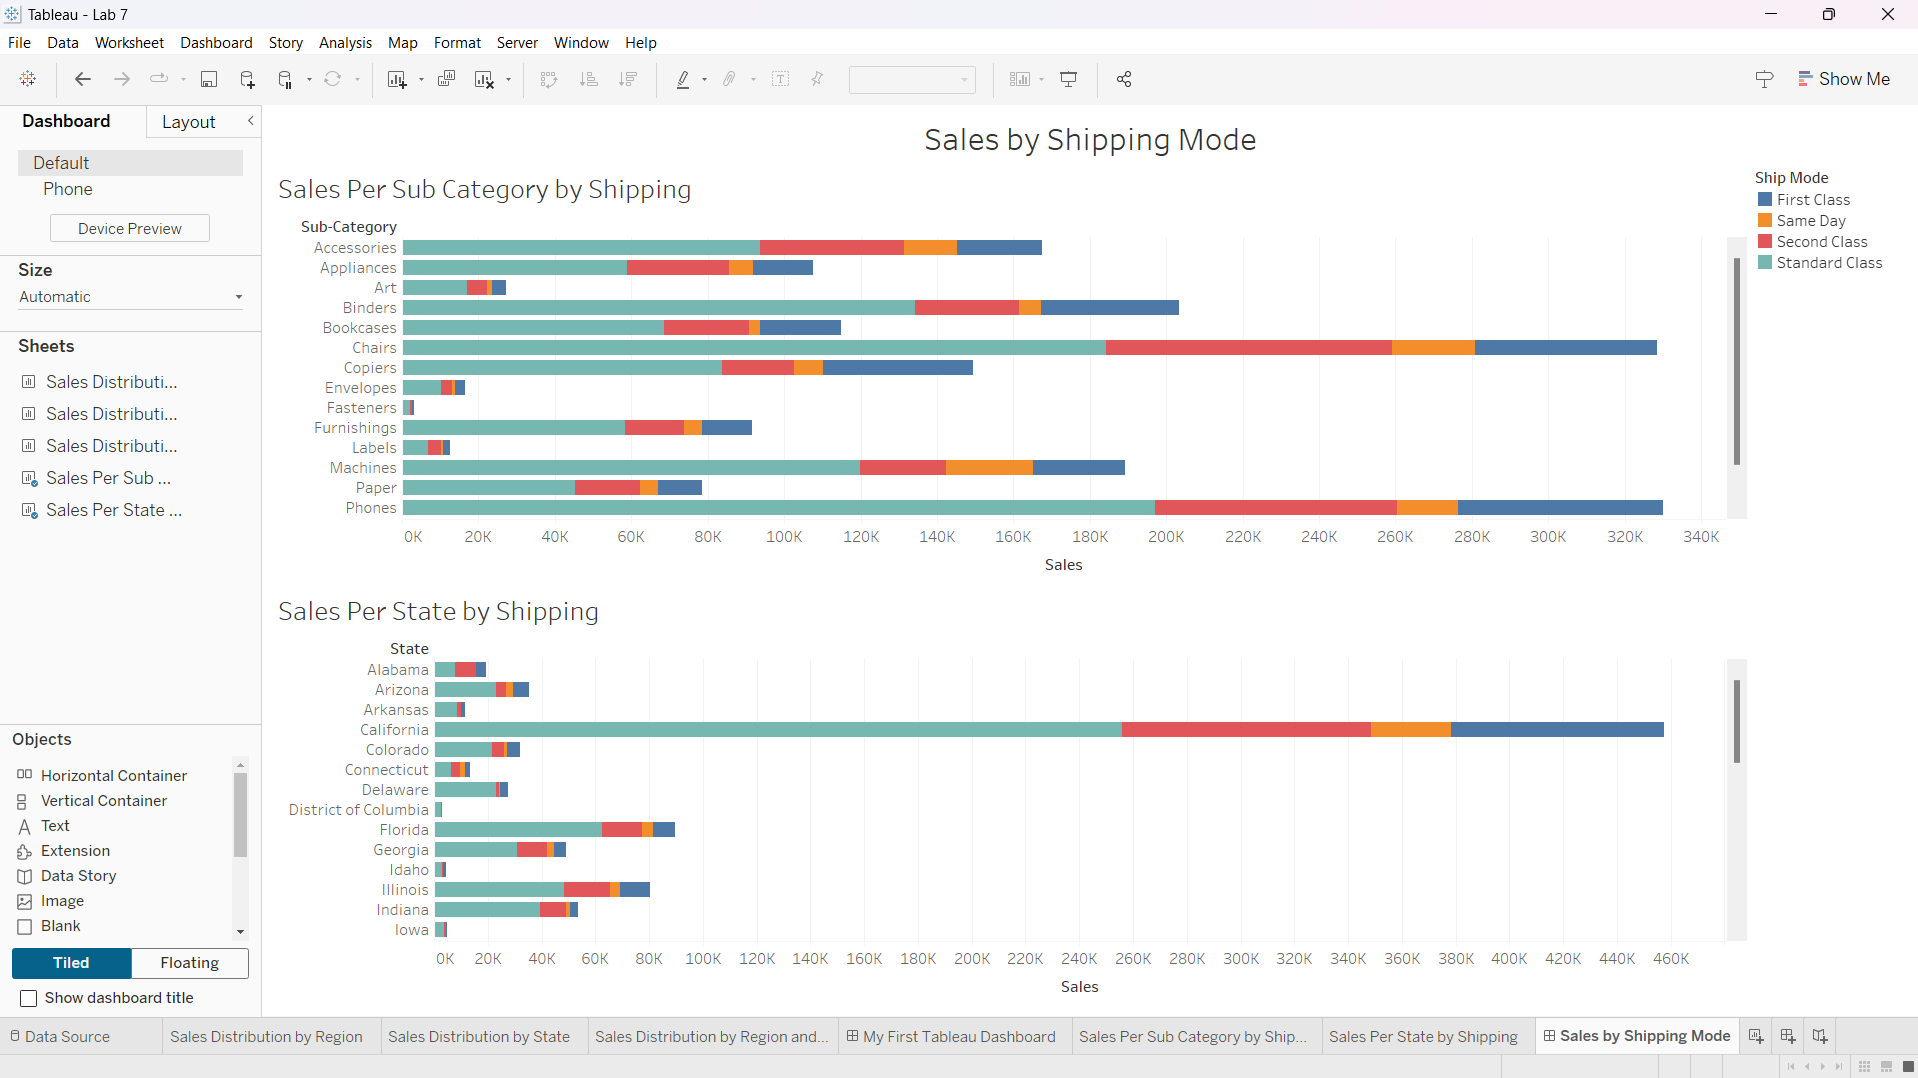 Tableau - Lab 7
File Data Worksheet Dashboard Story Analysis Map Format Server Window Help
Show Me
Dashboard Layout
Default
Phone
Device Preview
Size
Automatic
Sheets
Sales Distributi...
Sales Distributi...
Sales Distributi...
Sales Per Sub ...
Sales Per State ...
Objects
Horizontal Container
Vertical Container
Text
Extension
Data Story
Image
Blank
Tiled Floating
Show dashboard title
Sales by Shipping Mode
Sales Per Sub Category by Shipping
Sub-Category
Accessories
Appliances
Art
Binders
Bookcases
Chairs
Copiers
Envelopes
Fasteners
Furnishings
Labels
Machines
Paper
Phones
0K 20K 40K 60K 80K 100K 120K 140K 160K 180K 200K 220K 240K 260K 280K 300K 320K 340K
Sales
Ship Mode
First Class
Same Day
Second Class
Standard Class
Sales Per State by Shipping
State
Alabama
Arizona
Arkansas
California
Colorado
Connecticut
Delaware
District of Columbia
Florida
Georgia
Idaho
Illinois
Indiana
Iowa
0K 20K 40K 60K 80K 100K 120K 140K 160K 180K 200K 220K 240K 260K 280K 300K 320K 340K 360K 380K 400K 420K 440K 460K
Sales
Data Source Sales Distribution by Region Sales Distribution by State Sales Distribution by Region and... My First Tableau Dashboard Sales Per Sub Category by Ship... Sales Per State by Shipping Sales by Shipping Mode